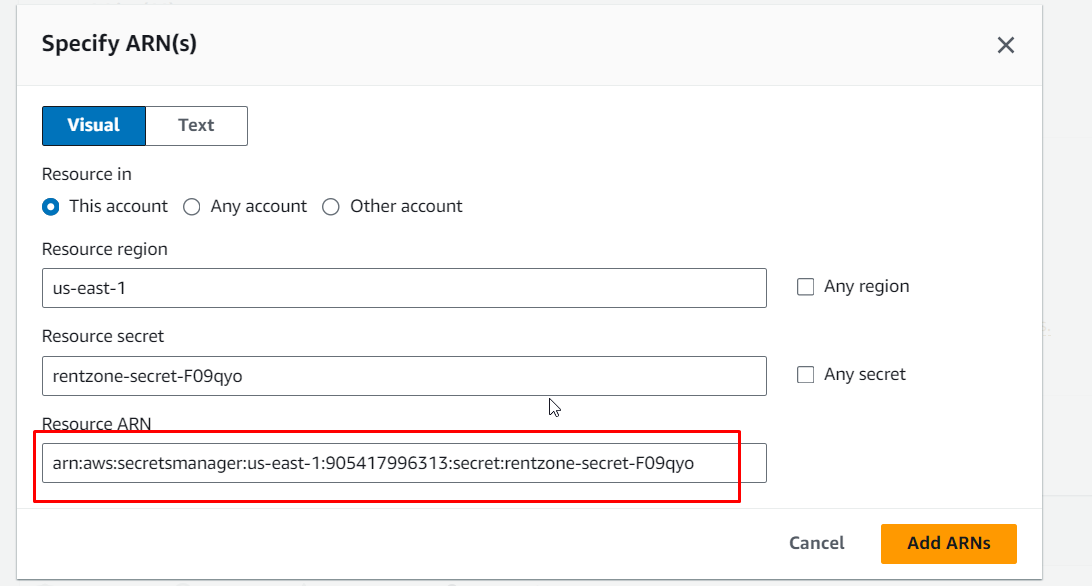 Specify ARN(s)
Visual Text
Resource in
This account Any account Other account
Resource region
us-east-1 Any region
Resource secret
rentzone-secret-F09qyo Any secret
Resource ARN
arn:aws:secretsmanager:us-east-1:905417996313:secret:rentzone-secret-F09qyo
Cancel Add ARNs